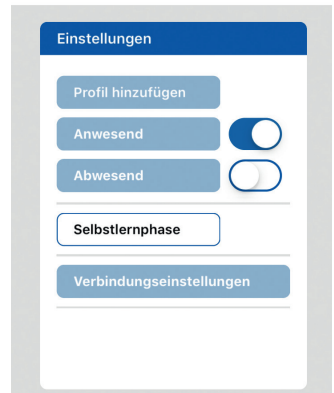 Einstellungen
Profil hinzufügen
Anwesend
Abwesend
Selbstlernphase
Verbindungseinstellungen